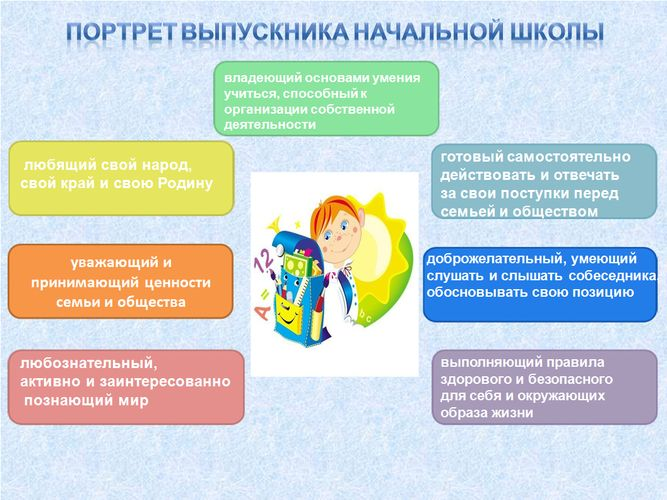 ПОРТРЕТ ВЫПУСКНИКА НАЧАЛЬНОЙ ШКОЛЫ
владеющий основами умения
учиться, способный к
организации собственной
деятельности
любящий свой народ,
свой край и свою Родину
готовый самостоятельно
действовать и отвечать
за свои поступки перед
семьей и обществом
уважающий и
принимающий ценности
семьи и общества
доброжелательный, умеющий
слушать и слышать собеседника
обосновывать свою позицию
любознательный,
активно и заинтересованно
познающий мир
выполняющий правила
здорового и безопасного
для себя и окружающих
образа жизни
12
A =
b c